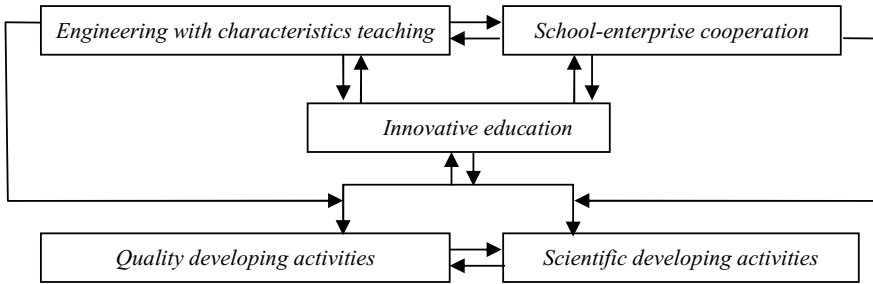 Engineering with characteristics teaching
School-enterprise cooperation
Innovative education
Quality developing activities
Scientific developing activities